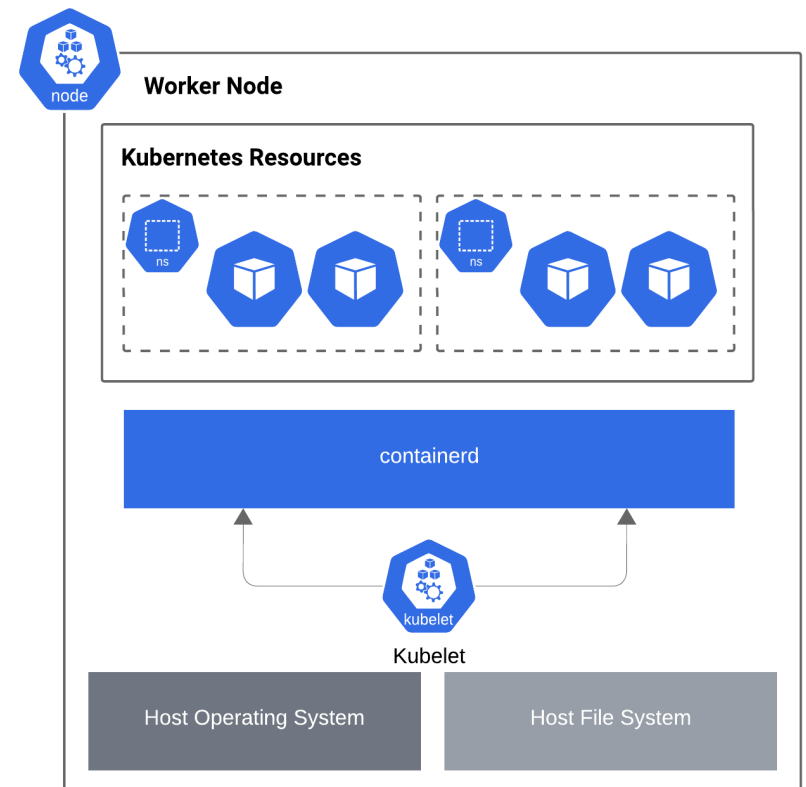 node
Worker Node
Kubernetes Resources
ns
ns
containerd
kubelet
Kubelet
Host Operating System
Host File System